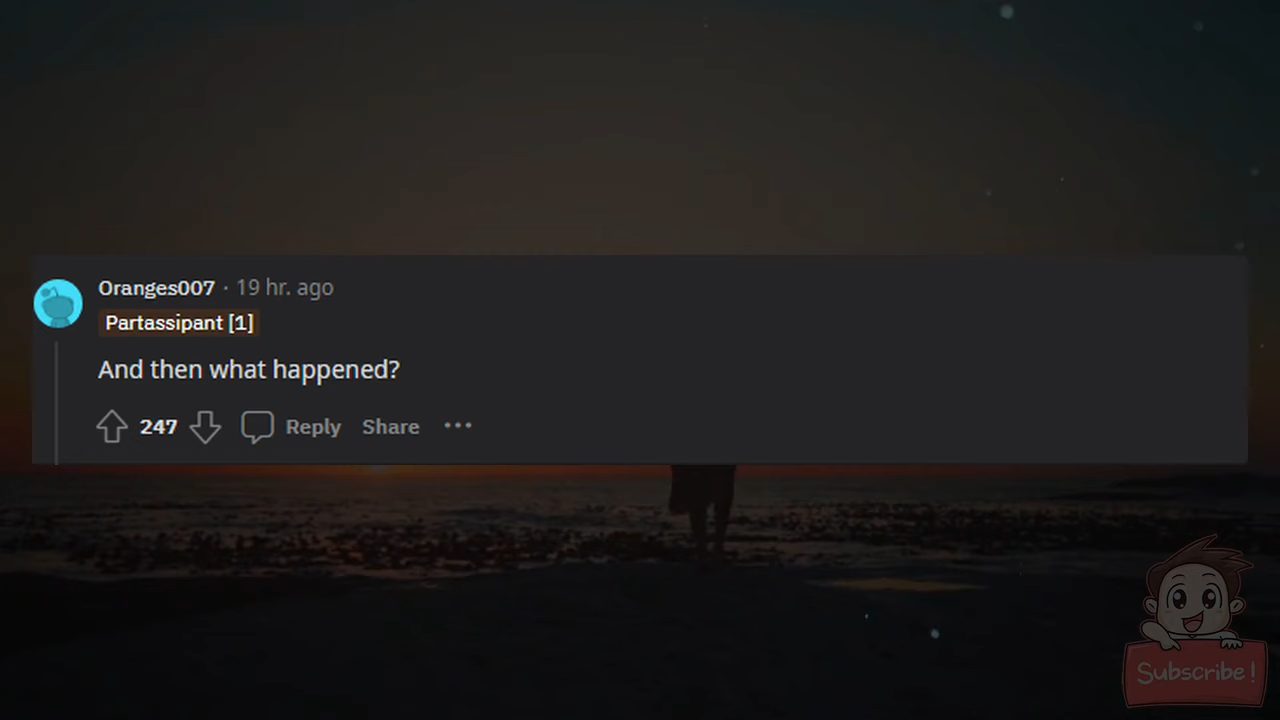 Oranges007 · 19 hr. ago
Partassipant [1]
And then what happened?
247 Reply Share ···
Subscribe!